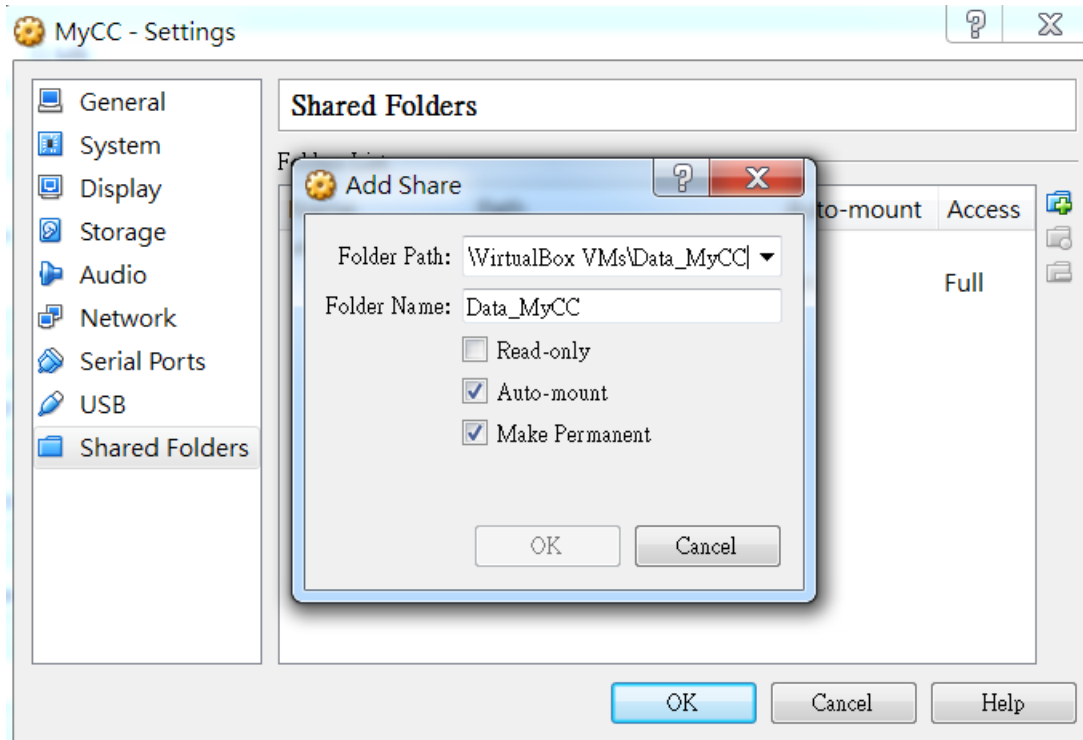 MyCC - Settings
General
System
Display
Storage
Audio
Network
Serial Ports
USB
Shared Folders
Shared Folders
to-mount Access
Full
Add Share
Folder Path: \VirtualBox VMs\Data_MyCC
Folder Name: Data_MyCC
Read-only
Auto-mount
Make Permanent
OK Cancel
OK Cancel Help